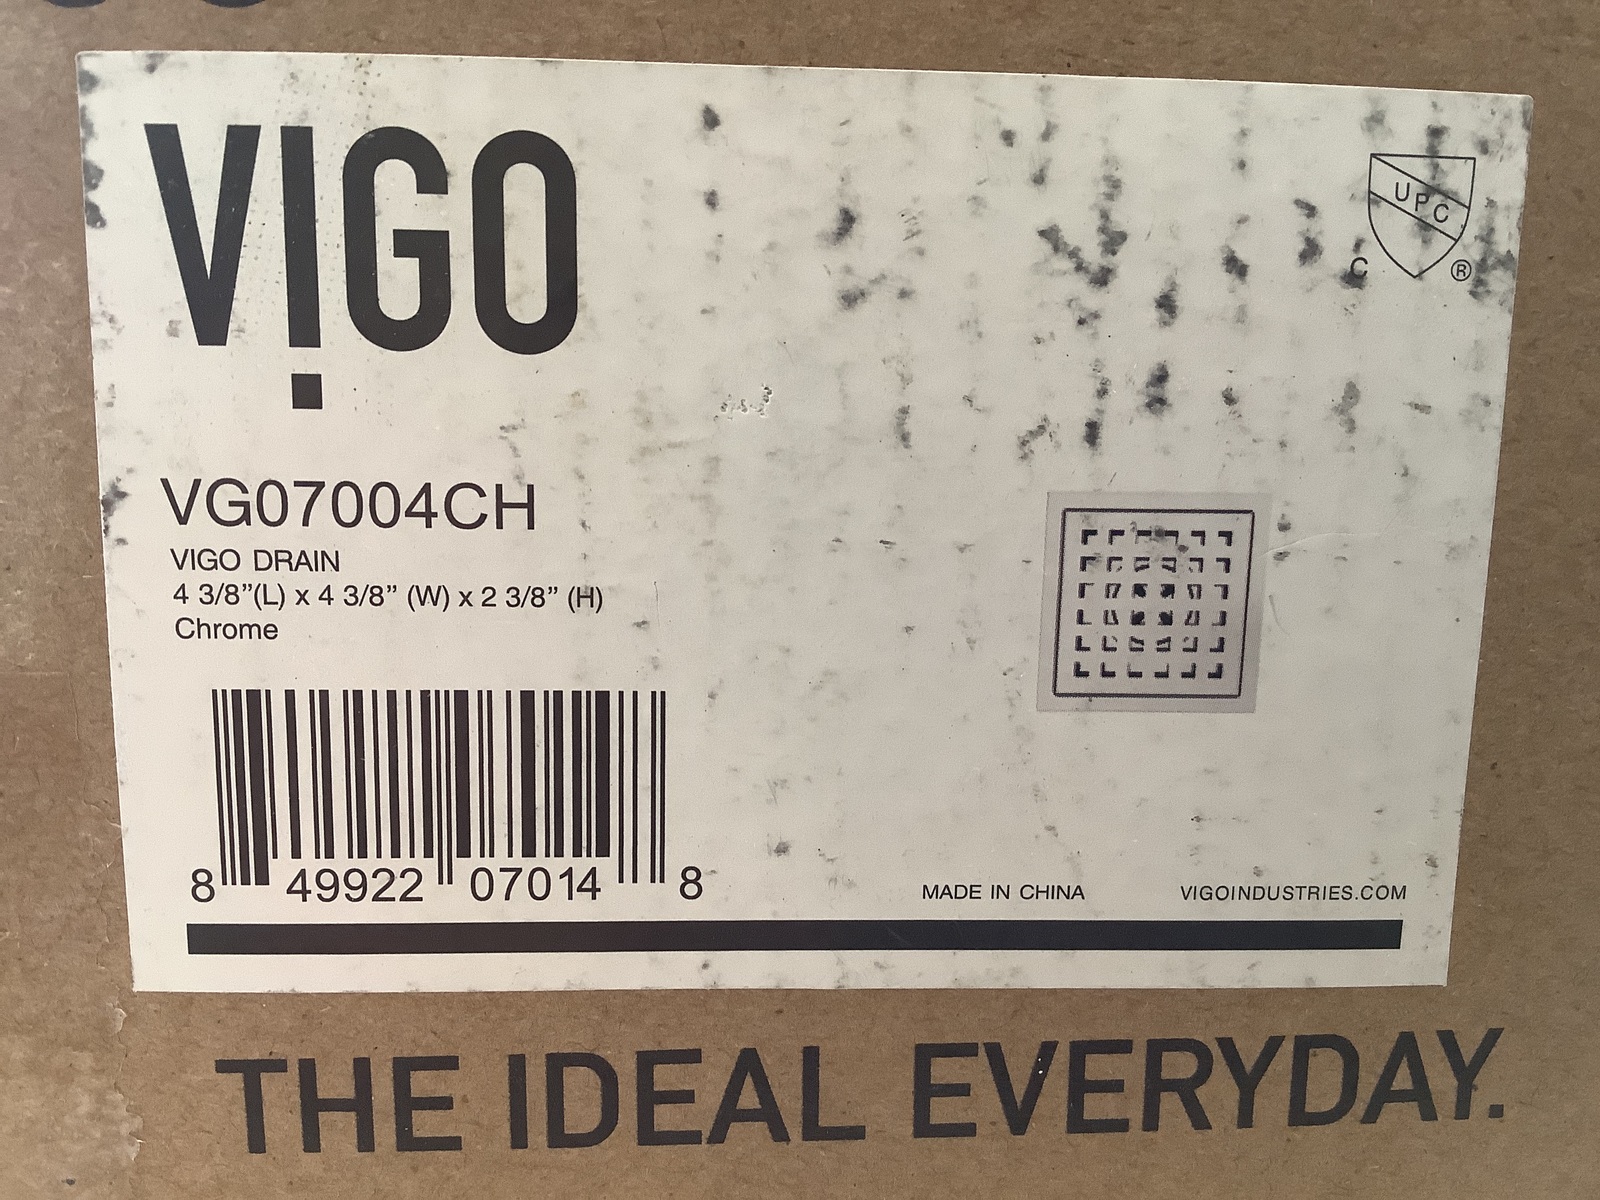 VIGO
UPC
C ®
VG07004CH
VIGO DRAIN
4 3/8”(L) x 4 3/8” (W) x 2 3/8” (H)
Chrome
8 49922 07014 8
MADE IN CHINA
VIGOINDUSTRIES.COM
THE IDEAL EVERYDAY.